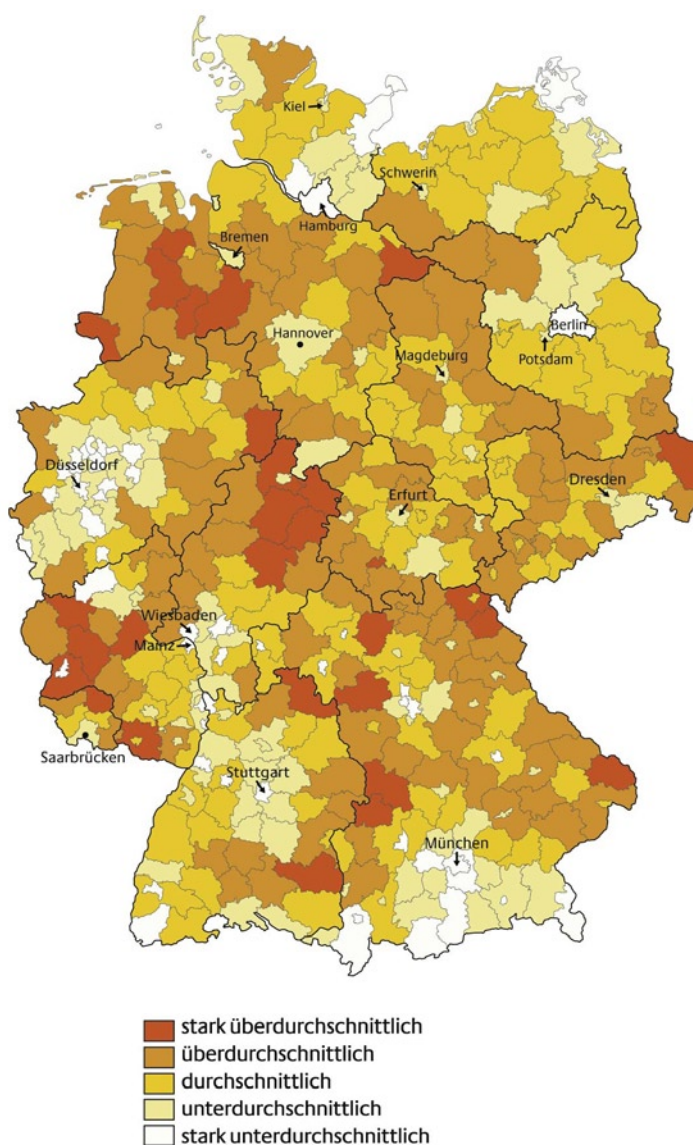 Kiel
Schwerin
Hamburg
Bremen
Berlin
Hannover
Magdeburg
Potsdam
Düsseldorf
Dresden
Erfurt
Wiesbaden
Mainz
Saarbrücken
Stuttgart
München
stark überdurchschnittlich
überdurchschnittlich
durchschnittlich
unterdurchschnittlich
stark unterdurchschnittlich